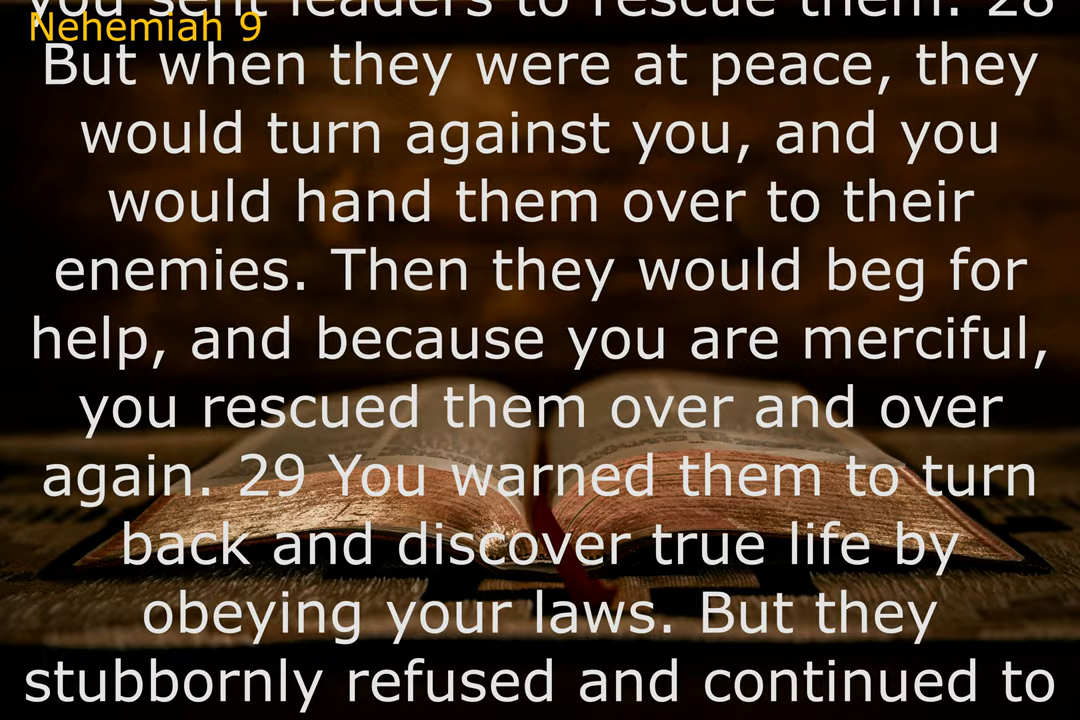 you sent leaders to rescue them. 28
Nehemiah 9
But when they were at peace, they
would turn against you, and you
would hand them over to their
enemies. Then they would beg for
help, and because you are merciful,
you rescued them over and over
again. 29 You warned them to turn
back and discover true life by
obeying your laws. But they
stubbornly refused and continued to